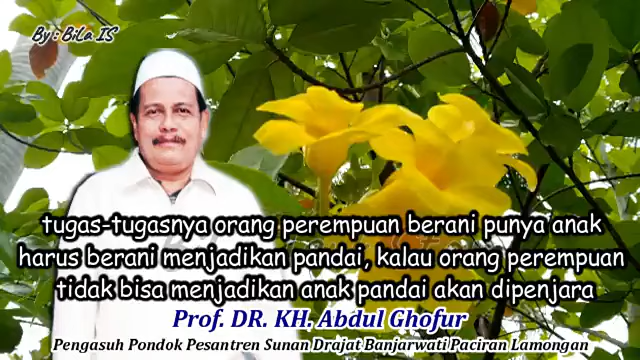 By : BiLa IS
tugas-tugasnya orang perempuan berani punya anak
harus berani menjadikan pandai, kalau orang perempuan
tidak bisa menjadikan anak pandai akan dipenjara
Prof. DR. KH. Abdul Ghofur
Pengasuh Pondok Pesantren Sunan Drajat Banjarwati Paciran Lamongan